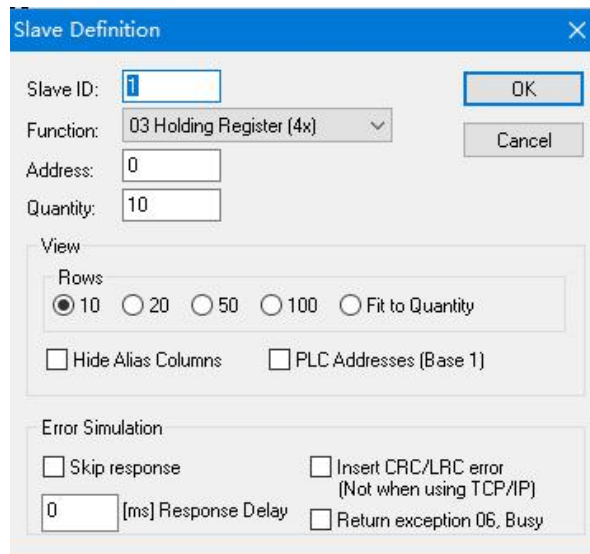 Slave Definition
Slave ID: 1 OK
Function: 03 Holding Register (4x)
Cancel
Address: 0
Quantity: 10
View
Rows
10 20 50 100 Fit to Quantity
Hide Alias Columns PLC Addresses (Base 1)
Error Simulation
Skip response Insert CRC/LRC error
(Not when using TCP/IP)
0 [ms] Response Delay
Return exception 06, Busy